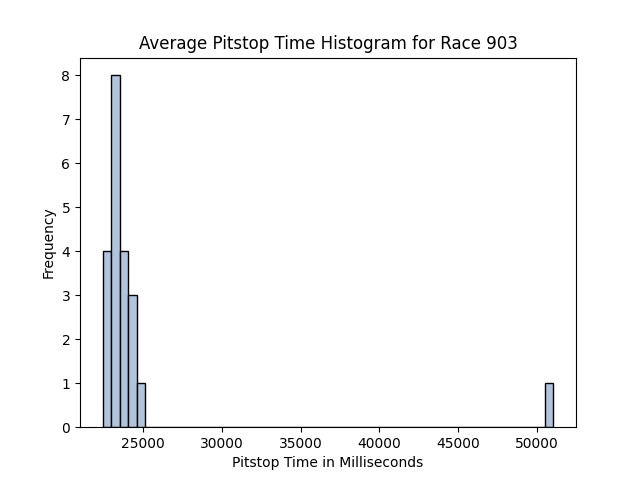 Average Pitstop Time Histogram for Race 903
8
7
6
5
4
3
2
1
0
Frequency
25000 30000 35000 40000 45000 50000
Pitstop Time in Milliseconds